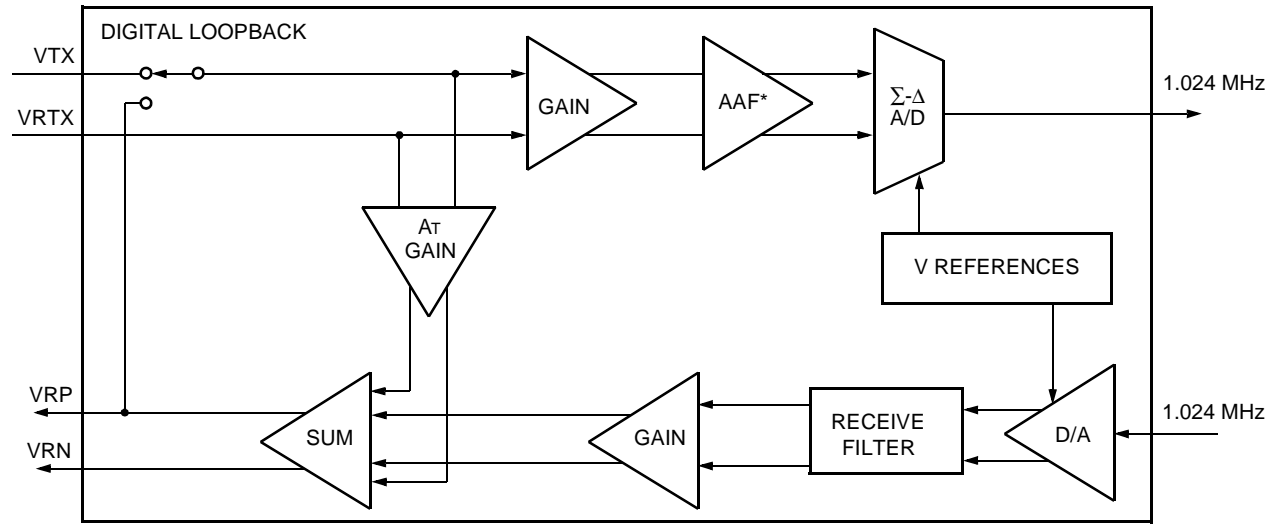 DIGITAL LOOPBACK
VTX
VRTX
GAIN
AAF*
Σ-Δ
A/D
1.024 MHz
AT
GAIN
V REFERENCES
VRP
VRN
SUM
GAIN
RECEIVE
FILTER
D/A
1.024 MHz